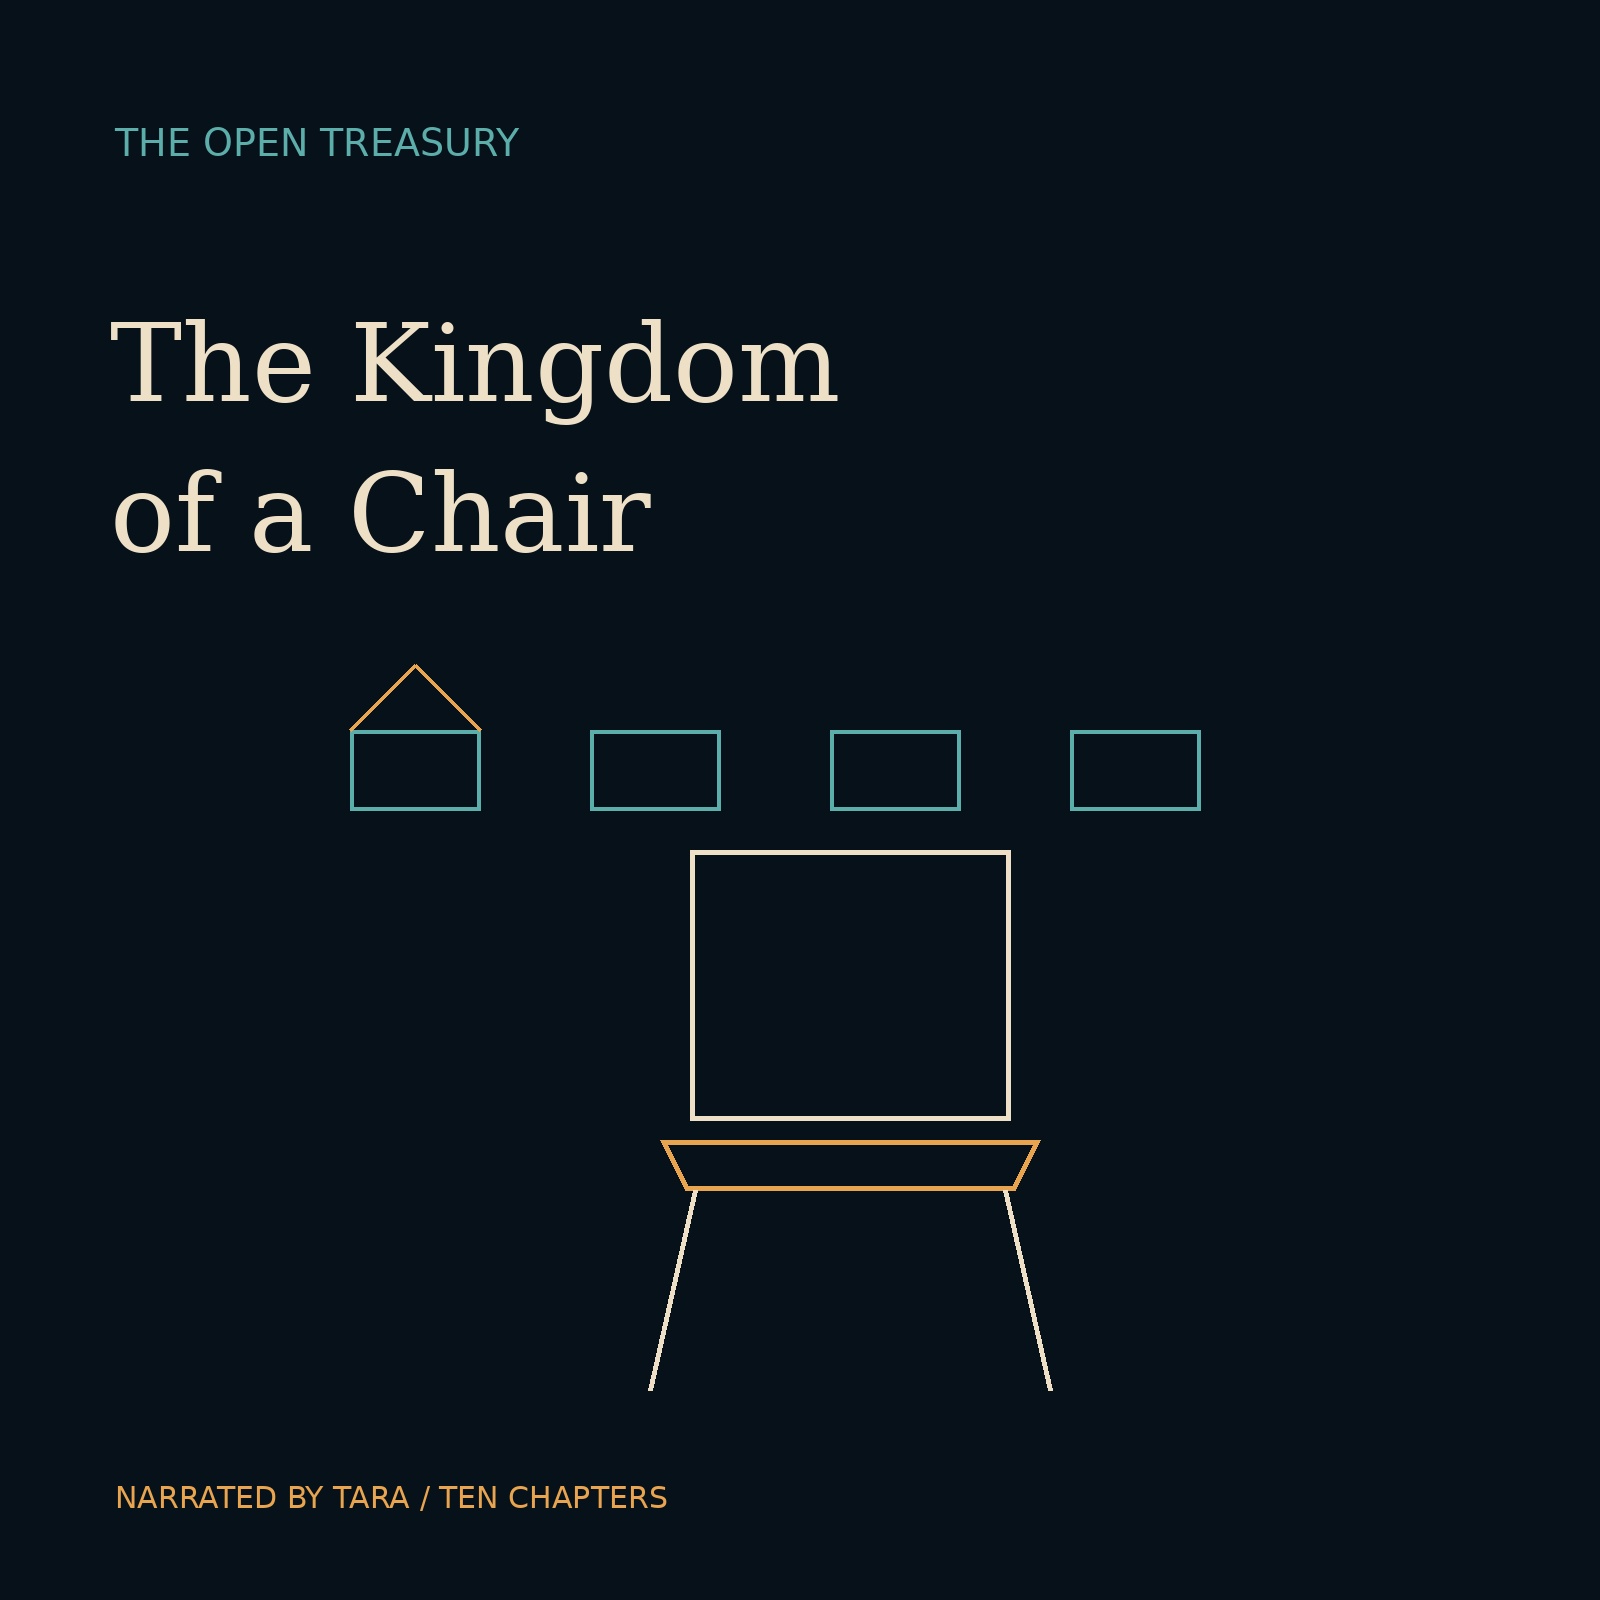 THE OPEN TREASURY
The Kingdom
of a Chair
NARRATED BY TARA / TEN CHAPTERS